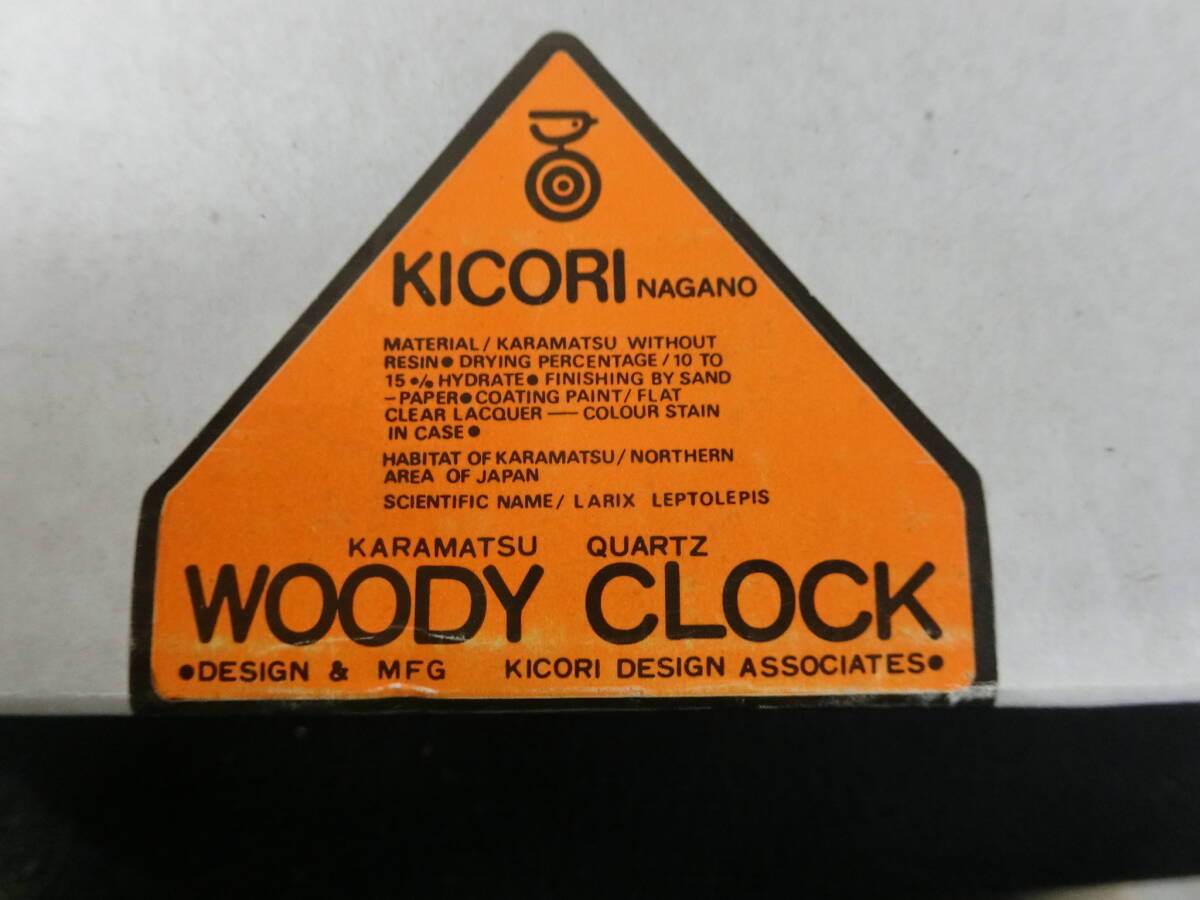 KICORI NAGANO
MATERIAL/ KARAMATSU WITHOUT
RESIN● DRYING PERCENTAGE/10 TO
15% HYDRATE● FINISHING BY SAND
-PAPER●COATING PAINT/ FLAT
CLEAR LACQUER — COLOUR STAIN
IN CASE●
HABITAT OF KARAMATSU/NORTHERN
AREA OF JAPAN
SCIENTIFIC NAME/ LARIX LEPTOLEPIS
KARAMATSU QUARTZ
WOODY CLOCK
●DESIGN & MFG KICORI DESIGN ASSOCIATES●